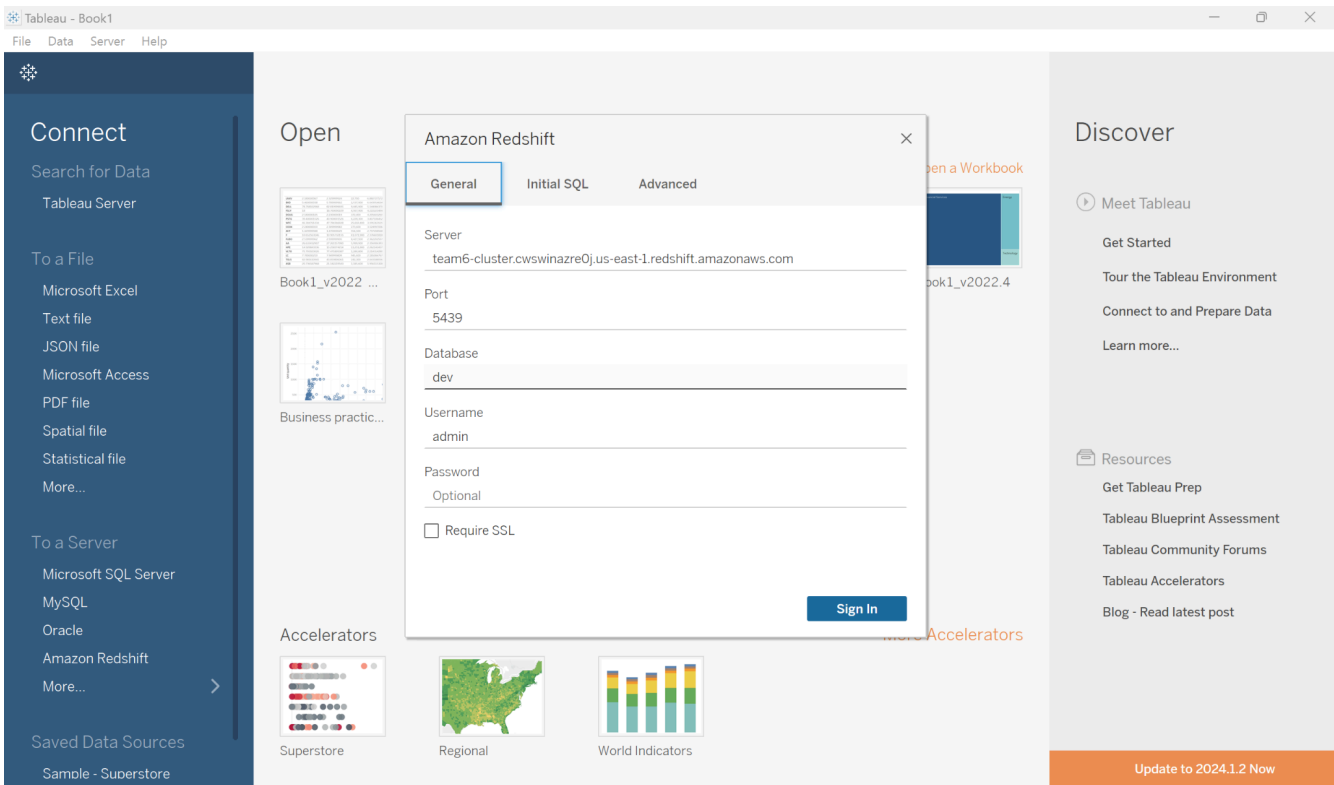 Tableau - Book1
File Data Server Help
Connect
Search for Data
Tableau Server
To a File
Microsoft Excel
Text file
JSON file
Microsoft Access
PDF file
Spatial file
Statistical file
More...
To a Server
Microsoft SQL Server
MySQL
Oracle
Amazon Redshift
More...
Saved Data Sources
Sample - Superstore
Open
pen a Workbook
Book1_v2022 ...
ook1_v2022.4
Business practic...
Amazon Redshift
General Initial SQL Advanced
Server
team6-cluster.cwswinazre0j.us-east-1.redshift.amazonaws.com
Port
5439
Database
dev
Username
admin
Password
Optional
Require SSL
Sign In
Accelerators
More Accelerators
Superstore
Regional
World Indicators
Discover
Meet Tableau
Get Started
Tour the Tableau Environment
Connect to and Prepare Data
Learn more...
Resources
Get Tableau Prep
Tableau Blueprint Assessment
Tableau Community Forums
Tableau Accelerators
Blog - Read latest post
Update to 2024.1.2 Now